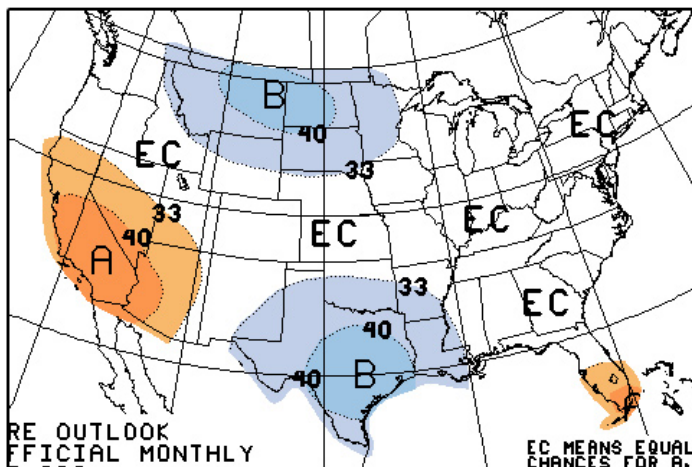 B
40
EC
EC
33
33
40
EC
EC
A
33
EC
40
40
B
RE OUTLOOK
FFICIAL MONTHLY
EC MEANS EQUAL
CHANCES FOR A,